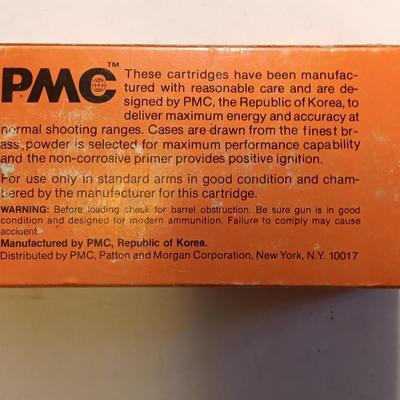 PMC™
These cartridges have been manufac-
tured with reasonable care and are de-
signed by PMC, the Republic of Korea, to
deliver maximum energy and accuracy at
normal shooting ranges. Cases are drawn from the finest br-
ass, powder is selected for maximum performance capability
and the non-corrosive primer provides positive ignition.
For use only in standard arms in good condition and cham-
bered by the manufacturer for this cartridge.
WARNING: Before loading check for barrel obstruction. Be sure gun is in good
condition and designed for modern ammunition. Failure to comply may cause
accident.
Manufactured by PMC, Republic of Korea.
Distributed by PMC, Patton and Morgan Corporation, New York, N.Y. 10017